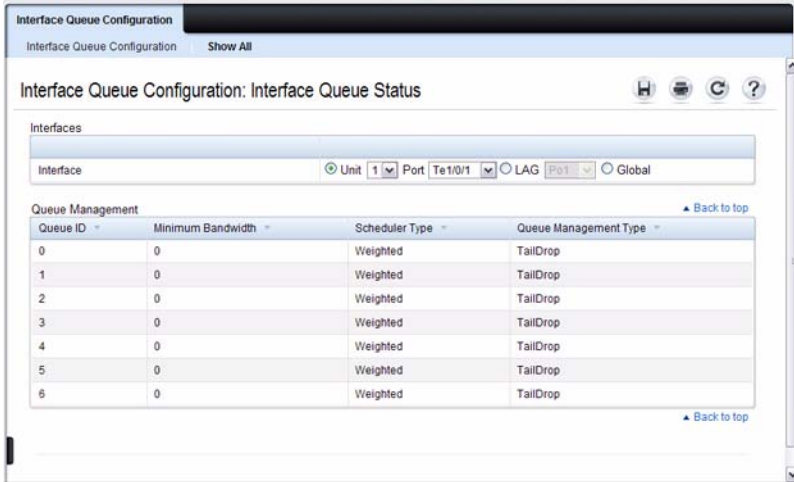 Interface Queue Configuration
Interface Queue Configuration Show All
Interface Queue Configuration: Interface Queue Status
Interfaces
Interface Unit 1 Port Te1/0/1 LAG Po1 Global
Queue Management Back to top
Queue ID Minimum Bandwidth Scheduler Type Queue Management Type
0 0 Weighted TailDrop
1 0 Weighted TailDrop
2 0 Weighted TailDrop
3 0 Weighted TailDrop
4 0 Weighted TailDrop
5 0 Weighted TailDrop
6 0 Weighted TailDrop
Back to top